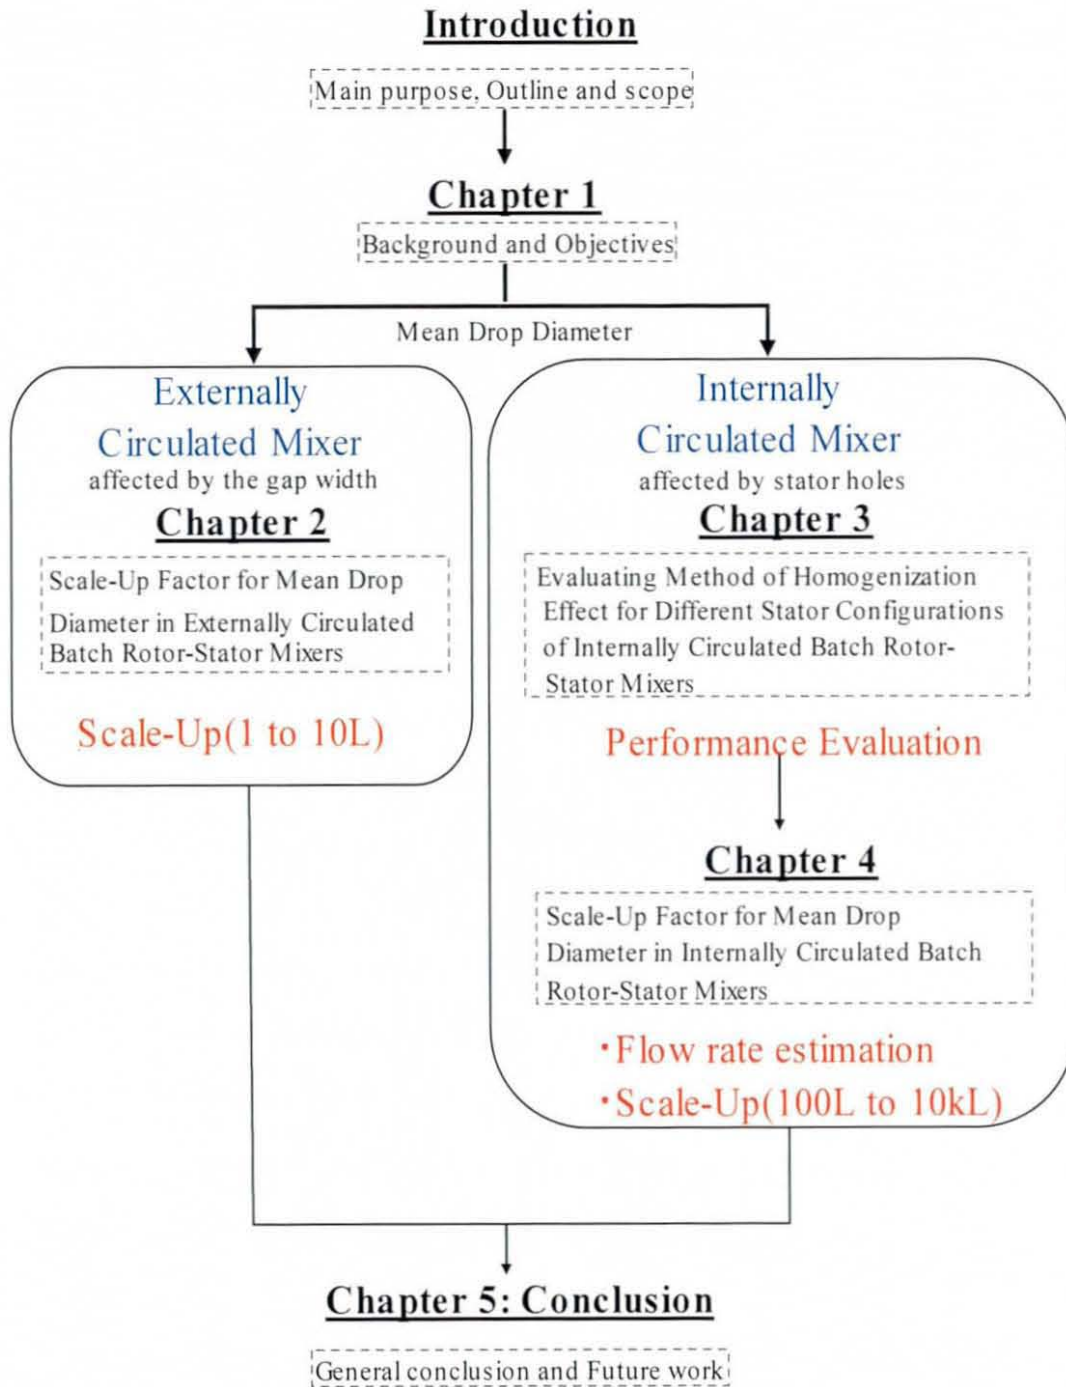 Introduction
Main purpose, Outline and scope
Chapter 1
Background and Objectives
Mean Drop Diameter
Externally
Circulated Mixer
affected by the gap width
Chapter 2
Scale-Up Factor for Mean Drop
Diameter in Externally Circulated
Batch Rotor-Stator Mixers
Scale-Up(1 to 10L)
Internally
Circulated Mixer
affected by stator holes
Chapter 3
Evaluating Method of Homogenization
Effect for Different Stator Configurations
of Internally Circulated Batch Rotor-
Stator Mixers
Performance Evaluation
Chapter 4
Scale-Up Factor for Mean Drop
Diameter in Internally Circulated Batch
Rotor-Stator Mixers
・Flow rate estimation
・Scale-Up(100L to 10kL)
Chapter 5: Conclusion
General conclusion and Future work